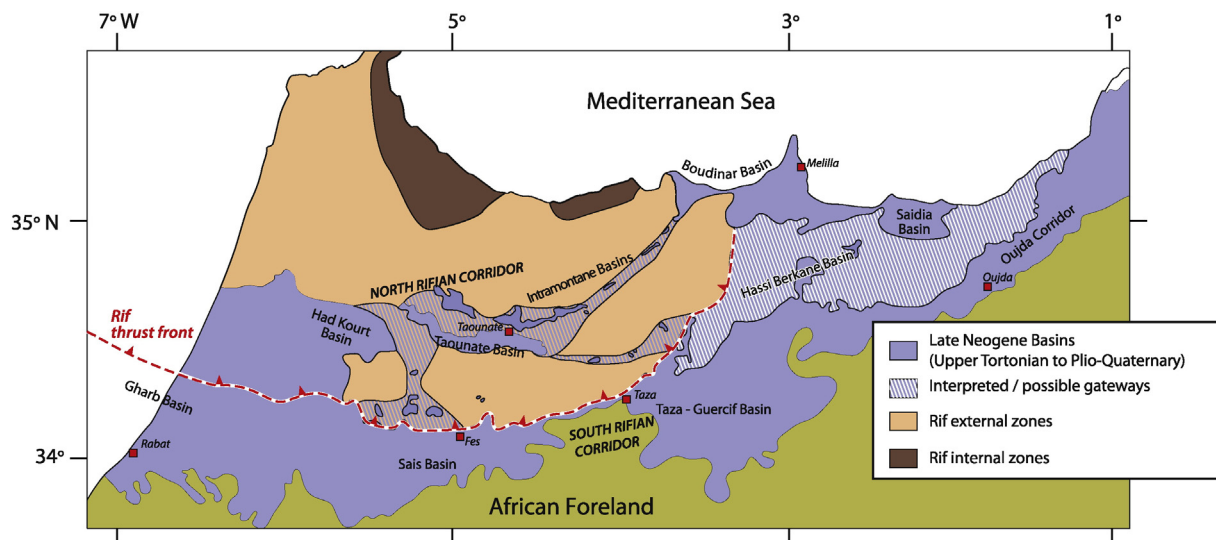 7° W
5°
3°
1°
Mediterranean Sea
Boudinar Basin
Melilla
35° N
Saidia
Basin
Oujda Corridor
NORTH RIFIAN CORRIDOR
Intramontane Basins
Hassi Berkane Basin
Oujda
Rif
thrust front
Had Kourt
Basin
Taounate
Taounate Basin
Late Neogene Basins
(Upper Tortonian to Plio-Quaternary)
Interpreted / possible gateways
Rif external zones
Rif internal zones
Gharb Basin
Taza
Taza - Guercif Basin
Rabat
Fes
SOUTH RIFIAN
CORRIDOR
34°
Sais Basin
African Foreland